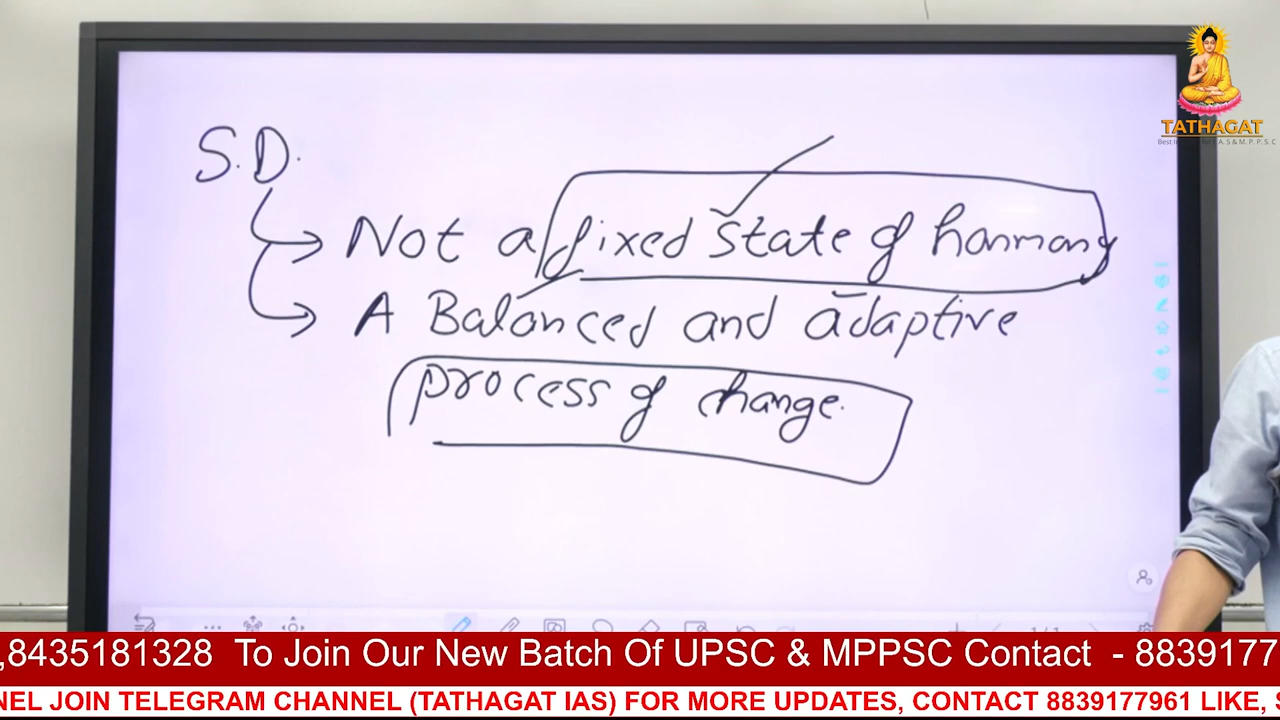 TATHAGAT
S.D.
Not a fixed state of harmony
A Balanced and adaptive
process of change.
,8435181328 To Join Our New Batch Of UPSC & MPPSC Contact - 8839177
NEL JOIN TELEGRAM CHANNEL (TATHAGAT IAS) FOR MORE UPDATES, CONTACT 8839177961 LIKE, S